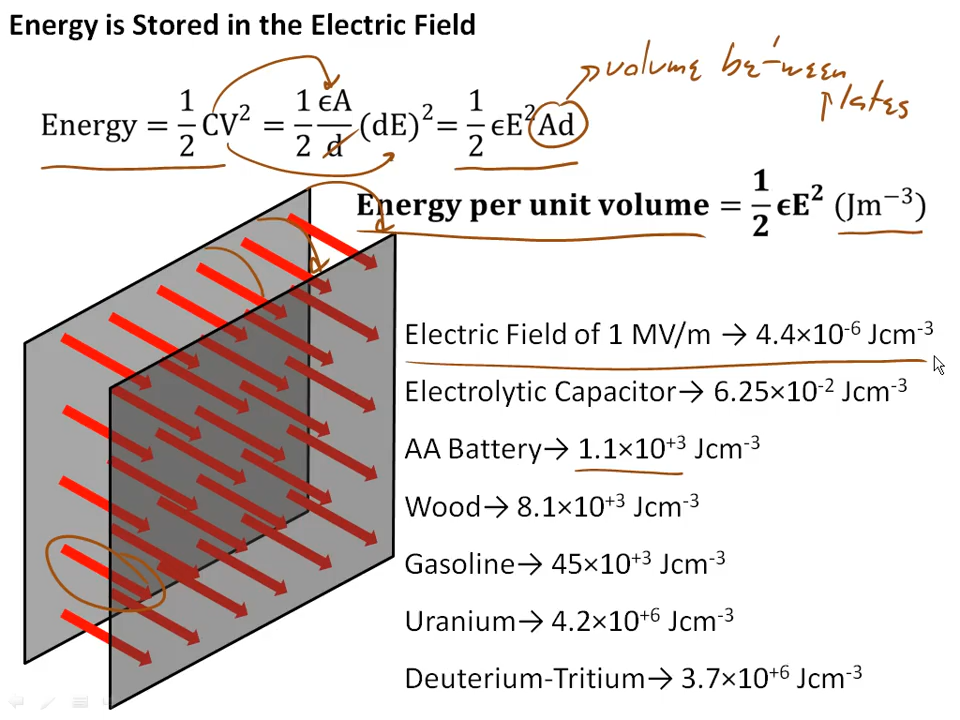 Energy is Stored in the Electric Field
volume between
plates
Energy = 1/2 CV² = 1/2 ϵA/d (dE)² = 1/2 ϵE² Ad
Energy per unit volume = 1/2 ϵE² (Jm⁻³)
Electric Field of 1 MV/m → 4.4×10⁻⁶ Jcm⁻³
Electrolytic Capacitor→ 6.25×10⁻² Jcm⁻³
AA Battery→ 1.1×10⁺³ Jcm⁻³
Wood→ 8.1×10⁺³ Jcm⁻³
Gasoline→ 45×10⁺³ Jcm⁻³
Uranium→ 4.2×10⁺⁶ Jcm⁻³
Deuterium-Tritium→ 3.7×10⁺⁶ Jcm⁻³